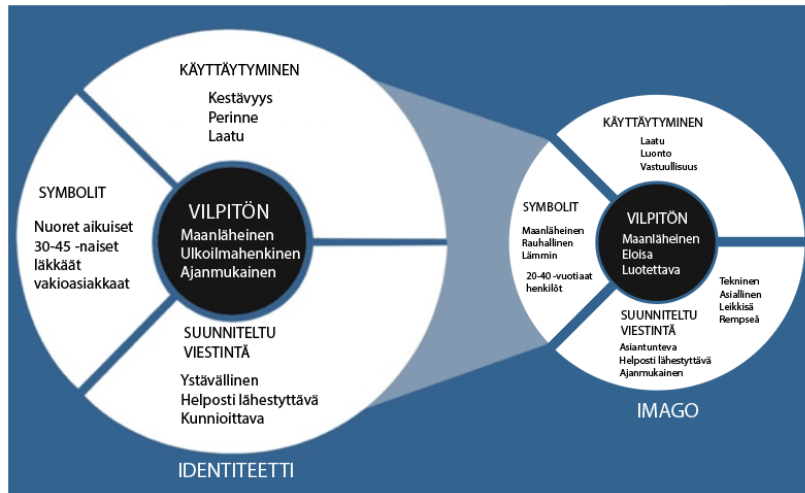 KÄYTTÄYTYMINEN
Kestävyys
Perinne
Laatu
SYMBOLIT
Nuoret aikuiset
30-45 -naiset
läkkäät
vakioasiakkaat
VILPITÖN
Maanläheinen
Ulkoilmahenkinen
Ajanmukainen
SUUNNITELTU
VIESTINTÄ
Ystävällinen
Helposti lähestyttävä
Kunnioittava
IDENTITEETTI
KÄYTTÄYTYMINEN
Laatu
Luonto
Vastuullisuus
SYMBOLIT
Maanläheinen
Rauhallinen
Lämmin
20-40 -vuotiaat
henkilöt
VILPITÖN
Maanläheinen
Eloisa
Luotettava
Tekninen
Asiallinen
Leikkisä
Rempseä
SUUNNITELTU
VIESTINTÄ
Asiantunteva
Helposti lähestyttävä
Ajanmukainen
IMAGO